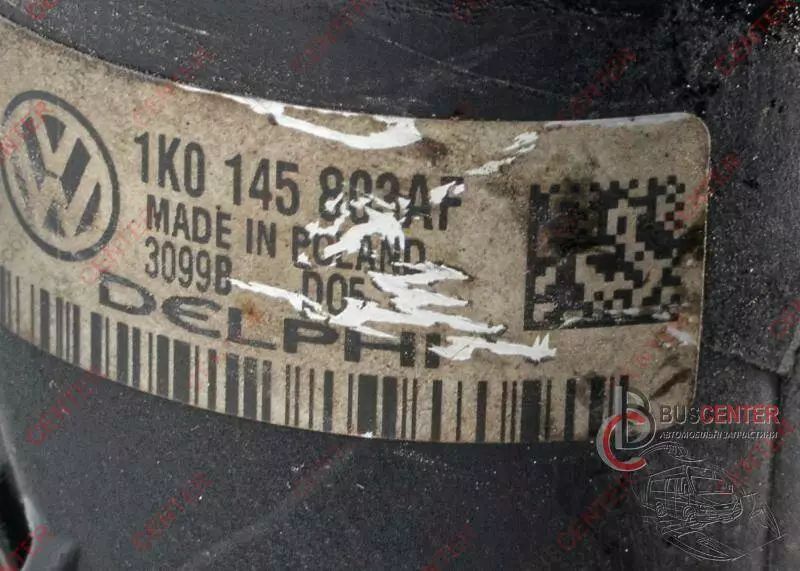 1K0 145 803AF
MADE IN POLAND
3099B D05
DELPHI
BUSCENTER
АВТОМОБІЛЬНІ ЗАПЧАСТИНИ